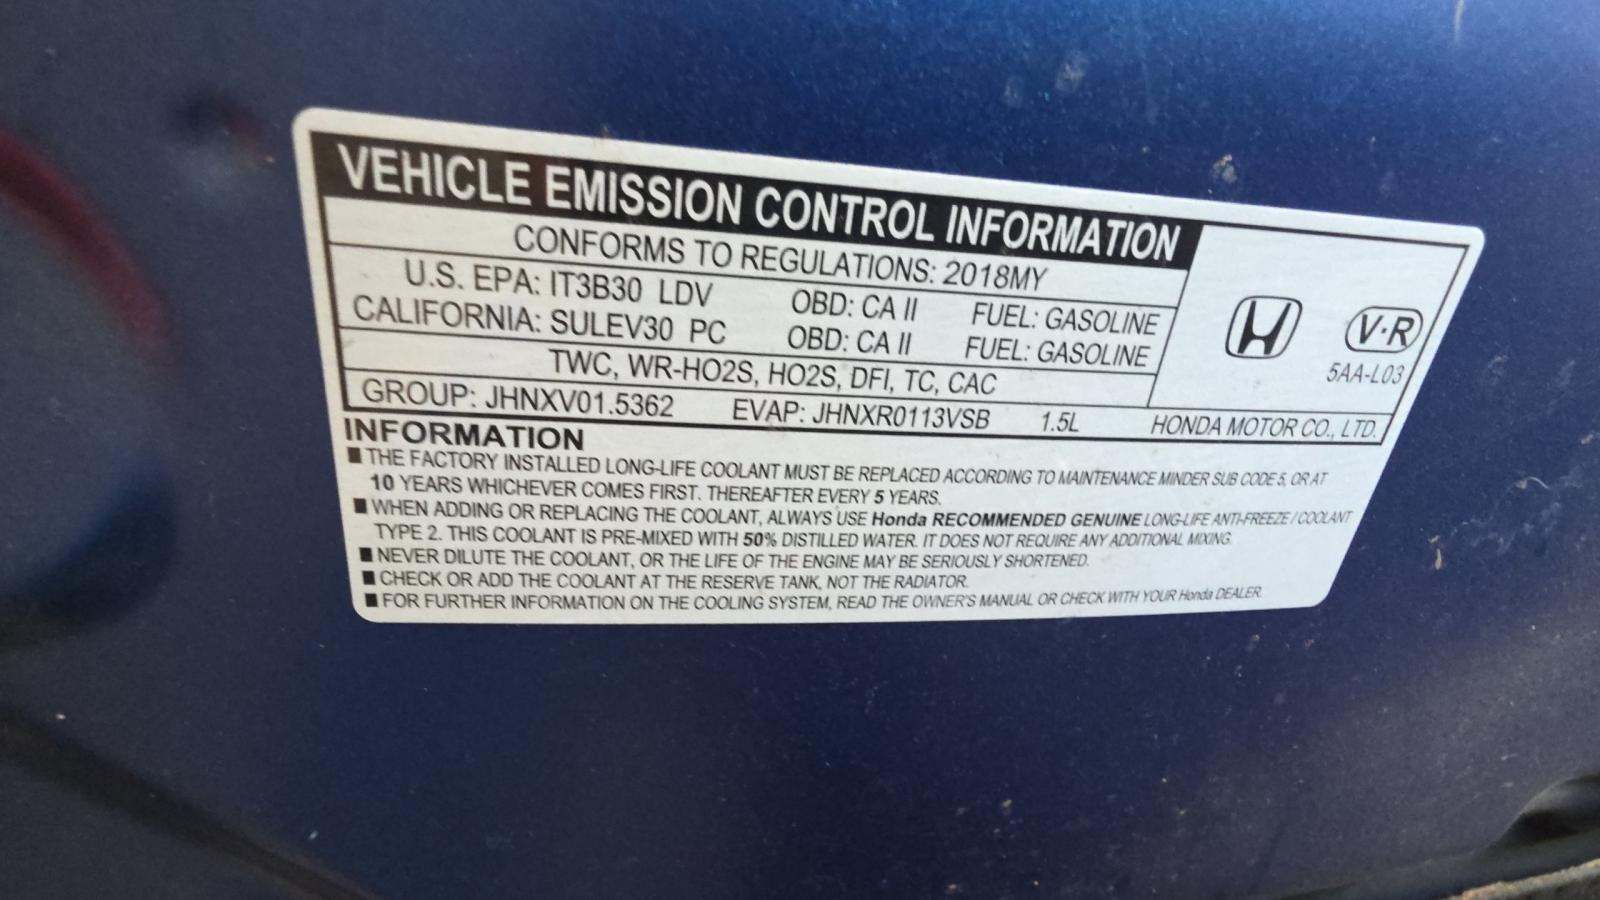 VEHICLE EMISSION CONTROL INFORMATION
CONFORMS TO REGULATIONS: 2018MY
U.S. EPA: IT3B30 LDV OBD: CA II FUEL: GASOLINE
CALIFORNIA: SULEV30 PC OBD: CA II FUEL: GASOLINE
TWC, WR-HO2S, HO2S, DFI, TC, CAC
V·R
5AA-L03
GROUP: JHNXV01.5362 EVAP: JHNXR0113VSB 1.5L HONDA MOTOR CO., LTD.
INFORMATION
■ THE FACTORY INSTALLED LONG-LIFE COOLANT MUST BE REPLACED ACCORDING TO MAINTENANCE MINDER SUB CODE 5, OR AT
10 YEARS WHICHEVER COMES FIRST. THEREAFTER EVERY 5 YEARS.
■ WHEN ADDING OR REPLACING THE COOLANT, ALWAYS USE Honda RECOMMENDED GENUINE LONG-LIFE ANTI-FREEZE / COOLANT
TYPE 2. THIS COOLANT IS PRE-MIXED WITH 50% DISTILLED WATER. IT DOES NOT REQUIRE ANY ADDITIONAL MIXING.
■ NEVER DILUTE THE COOLANT, OR THE LIFE OF THE ENGINE MAY BE SERIOUSLY SHORTENED.
■ CHECK OR ADD THE COOLANT AT THE RESERVE TANK, NOT THE RADIATOR.
■ FOR FURTHER INFORMATION ON THE COOLING SYSTEM, READ THE OWNER'S MANUAL OR CHECK WITH YOUR Honda DEALER.